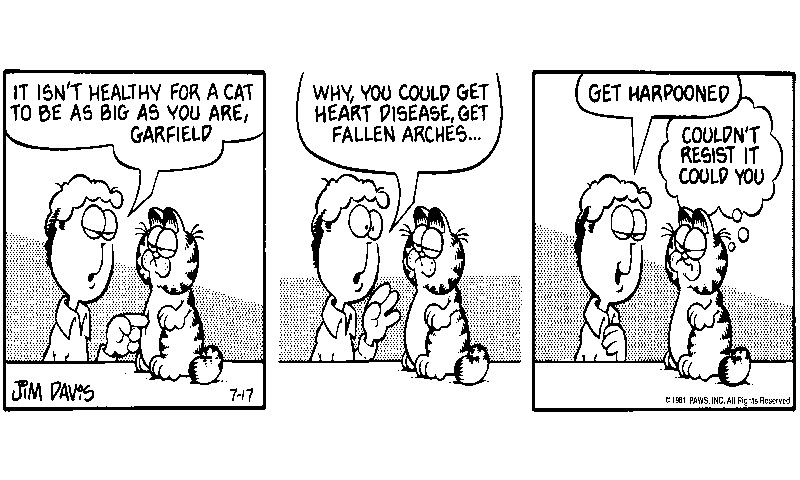 IT ISN'T HEALTHY FOR A CAT
TO BE AS BIG AS YOU ARE,
GARFIELD
WHY, YOU COULD GET
HEART DISEASE, GET
FALLEN ARCHES...
GET HARPOONED
COULDN'T
RESIST IT
COULD YOU
JIM DAVIS
7-17
© 1981 PAWS, INC. All Rights Reserved